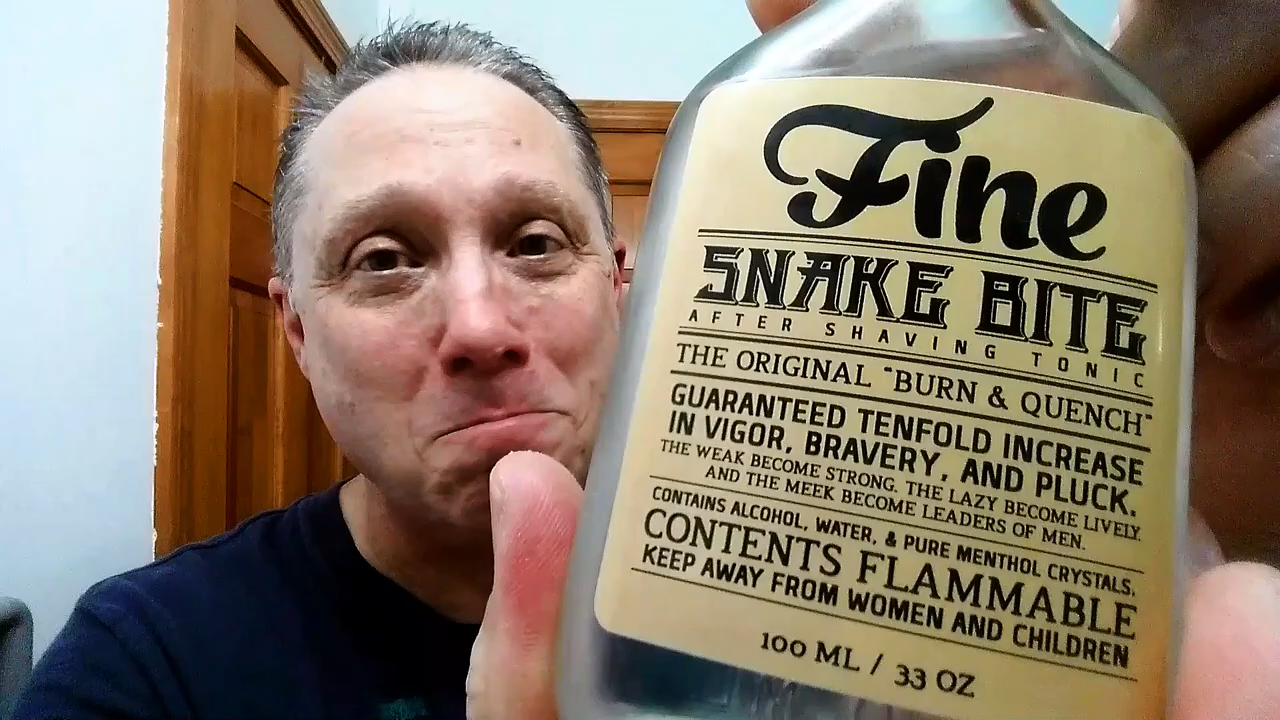 Fine
SNAKE BITE
AFTER SHAVING TONIC
THE ORIGINAL "BURN & QUENCH"
GUARANTEED TENFOLD INCREASE
IN VIGOR, BRAVERY, AND PLUCK.
THE WEAK BECOME STRONG, THE LAZY BECOME LIVELY,
AND THE MEEK BECOME LEADERS OF MEN.
CONTAINS ALCOHOL, WATER, & PURE MENTHOL CRYSTALS.
CONTENTS FLAMMABLE
KEEP AWAY FROM WOMEN AND CHILDREN
100 ML / 33 OZ